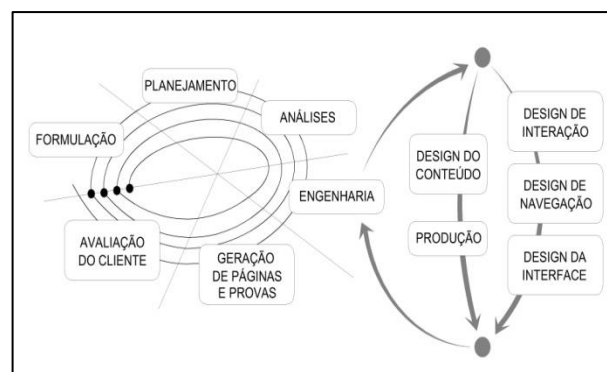 PLANEJAMENTO
FORMULAÇÃO
ANÁLISES
ENGENHARIA
AVALIAÇÃO
DO CLIENTE
GERAÇÃO
DE PÁGINAS
E PROVAS
DESIGN DO
CONTEÚDO
PRODUÇÃO
DESIGN DE
INTERAÇÃO
DESIGN DE
NAVEGAÇÃO
DESIGN DA
INTERFACE